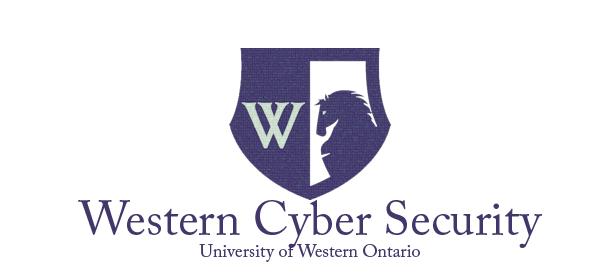 W
Western Cyber Security
University of Western Ontario